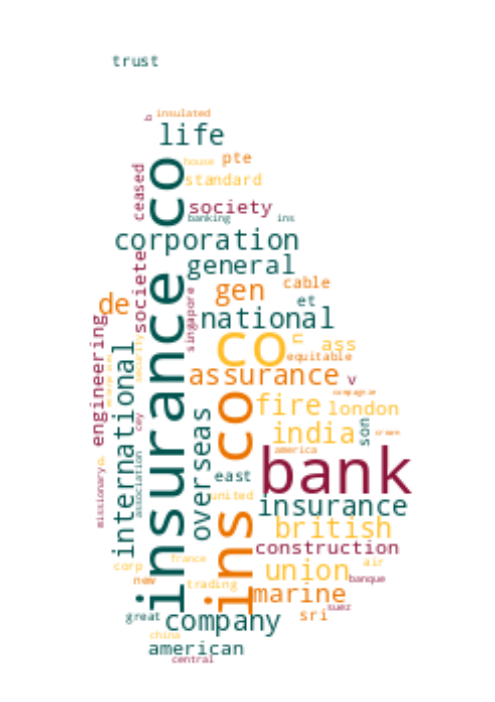 trust
insulated
life
house
pte
standard
ceased
society
banking
ins
insurance co
corporation
general
societe
cable
gen
de
et
singapore
national
engineering
co
ass
equitable
assurance
v
international
fire
london
cey
overseas
india
son
america
bank
east
association
missionary
united
insurance
ins co
british
construction
france
corp
union
air
banque
new
trading
marine
suez
great
company
sri
china
american
central